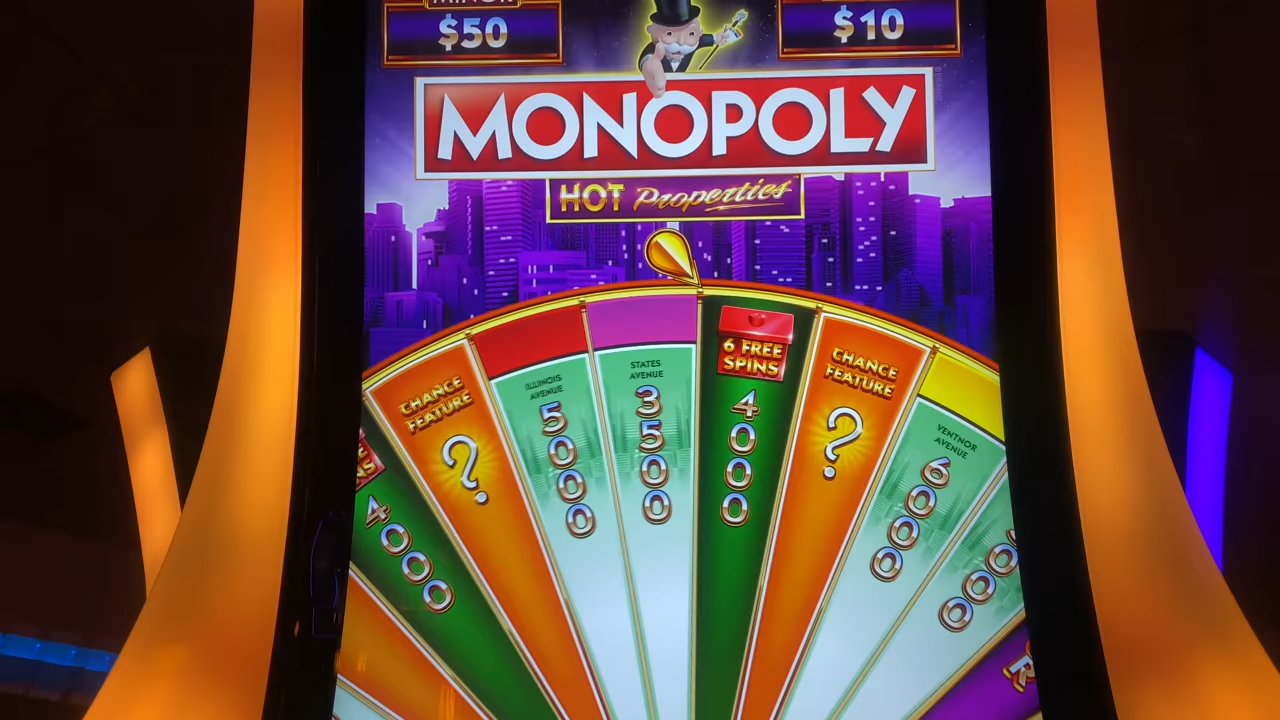 MINOR
$50
$10
MONOPOLY
HOT Properties
CHANCE
FEATURE
?
ILLINOIS
AVENUE
5000
STATES
AVENUE
3500
6 FREE
SPINS
4000
CHANCE
FEATURE
?
VENTNOR
AVENUE
6000
4000